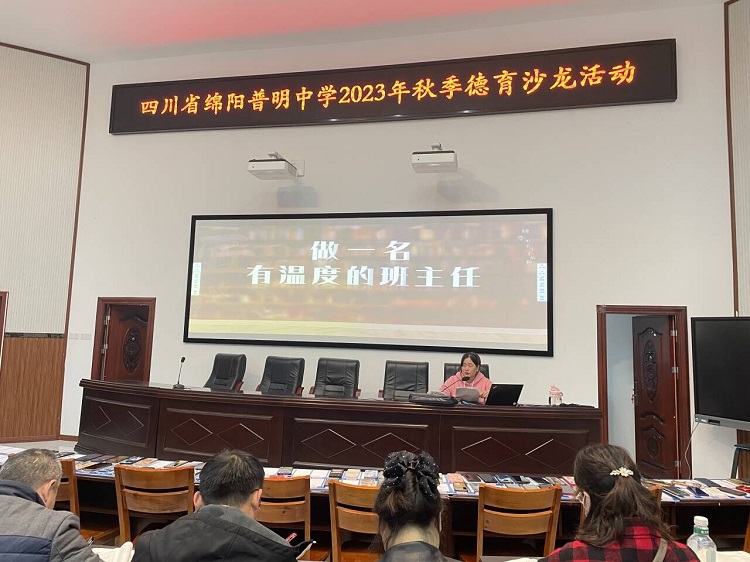 四川省绵阳普明中学2023年秋季德育沙龙活动
做一名
有温度的班主任